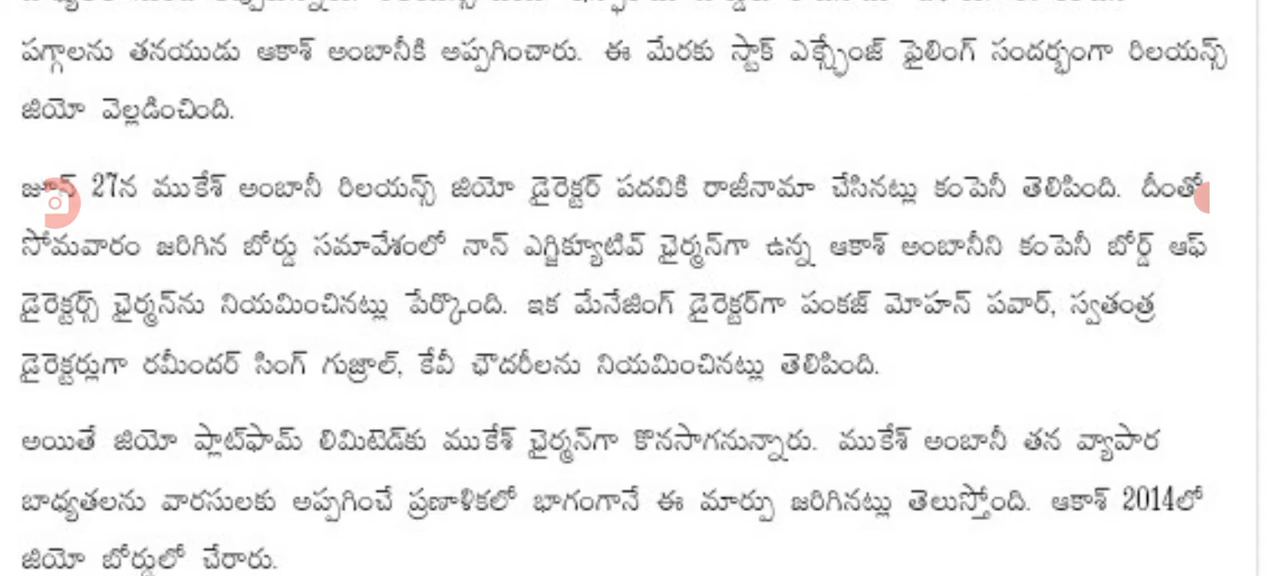 పగ్గాలను తనయుడు ఆకాశ్ అంబానీకి అప్పగించారు. ఈ మేరకు స్టాక్ ఎక్స్ఛేంజ్ ఫైలింగ్ సందర్భంగా రిలయన్స్
జియో వెల్లడించింది.
జూన్ 27న ముకేశ్ అంబానీ రిలయన్స్ జియో డైరెక్టర్ పదవికి రాజీనామా చేసినట్లు కంపెనీ తెలిపింది. దీంతో
సోమవారం జరిగిన బోర్డు సమావేశంలో నాన్ ఎగ్జిక్యూటివ్ ఛైర్మన్‌గా ఉన్న ఆకాశ్ అంబానీని కంపెనీ బోర్డ్ ఆఫ్
డైరెక్టర్స్ ఛైర్మన్‌ను నియమించినట్లు పేర్కొంది. ఇక మేనేజింగ్ డైరెక్టర్‌గా పంకజ్ మోహన్ పవార్, స్వతంత్ర
డైరెక్టర్లుగా రమీందర్ సింగ్ గుజ్రాల్, కేవీ ఛౌదరీలను నియమించినట్లు తెలిపింది.
అయితే జియో ప్లాట్‌ఫామ్ లిమిటెడ్‌కు ముకేశ్ ఛైర్మన్‌గా కొనసాగనున్నారు. ముకేశ్ అంబానీ తన వ్యాపార
బాధ్యతలను వారసులకు అప్పగించే ప్రణాళికలో భాగంగానే ఈ మార్పు జరిగినట్లు తెలుస్తోంది. ఆకాశ్ 2014లో
జియో బోర్డులో చేరారు.